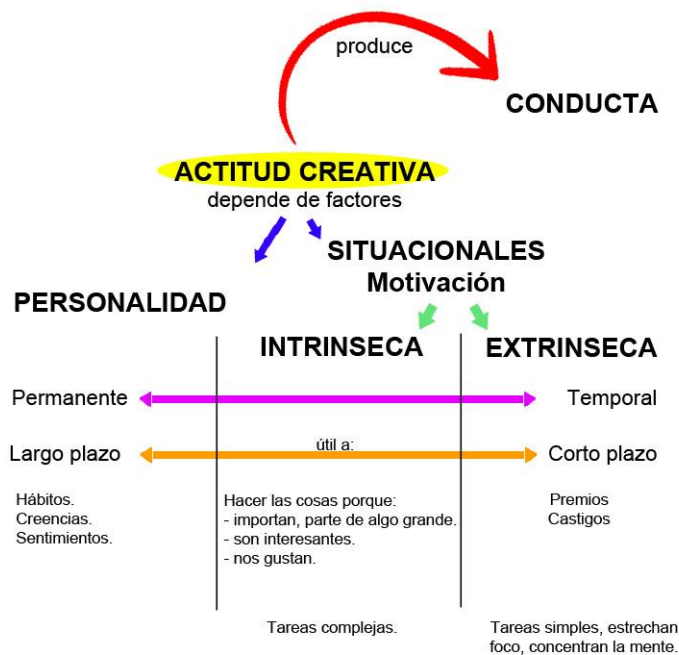 produce
CONDUCTA
ACTITUD CREATIVA
depende de factores
SITUACIONALES
Motivación
PERSONALIDAD
INTRINSECA
EXTRINSECA
Permanente
Temporal
Largo plazo
útil a:
Corto plazo
Hábitos.
Creencias.
Sentimientos.
Hacer las cosas porque:
- importan, parte de algo grande.
- son interesantes.
- nos gustan.
Premios
Castigos
Tareas complejas.
Tareas simples, estrechan
foco, concentran la mente.